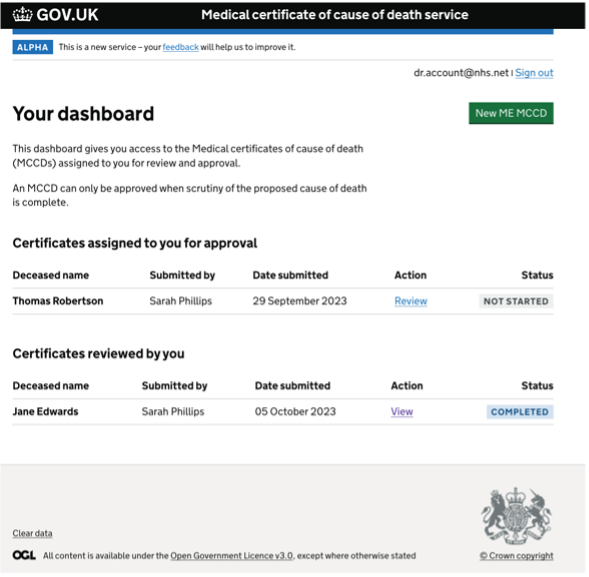 GOV.UK Medical certificate of cause of death service
ALPHA This is a new service – your feedback will help us to improve it.
dr.account@nhs.net | Sign out
Your dashboard New ME MCCD
This dashboard gives you access to the Medical certificates of cause of death
(MCCDs) assigned to you for review and approval.
An MCCD can only be approved when scrutiny of the proposed cause of death
is complete.
Certificates assigned to you for approval
Deceased name Submitted by Date submitted Action Status
Thomas Robertson Sarah Phillips 29 September 2023 Review NOT STARTED
Certificates reviewed by you
Deceased name Submitted by Date submitted Action Status
Jane Edwards Sarah Phillips 05 October 2023 View COMPLETED
Clear data
OGL All content is available under the Open Government Licence v3.0, except where otherwise stated © Crown copyright